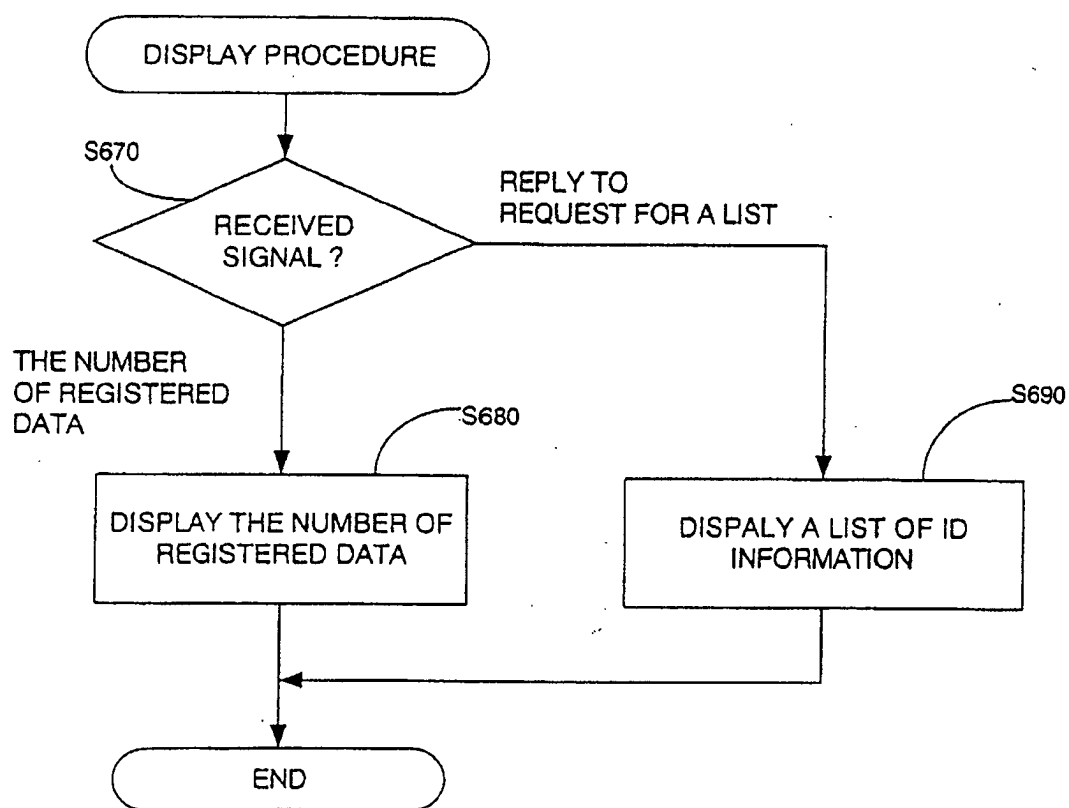 DISPLAY PROCEDURE
S670
RECEIVED
SIGNAL ?
REPLY TO
REQUEST FOR A LIST
THE NUMBER
OF REGISTERED
DATA
S680
S690
DISPLAY THE NUMBER OF
REGISTERED DATA
DISPALY A LIST OF ID
INFORMATION
END